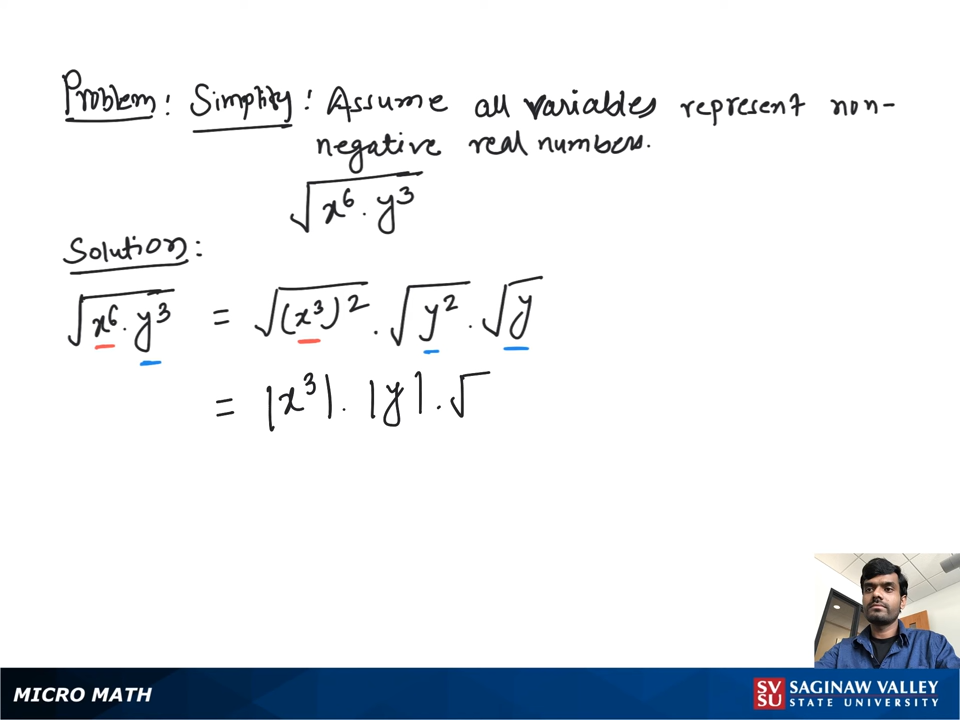 Problem: Simplify: Assume all variables represent non-
negative real numbers.
√(x⁶ · y³)
Solution:
√(x⁶ · y³) = √((x³)²) · √(y²) · √y
= |x³| · |y| · √
MICRO MATH
SV SU SAGINAW VALLEY
STATE UNIVERSITY